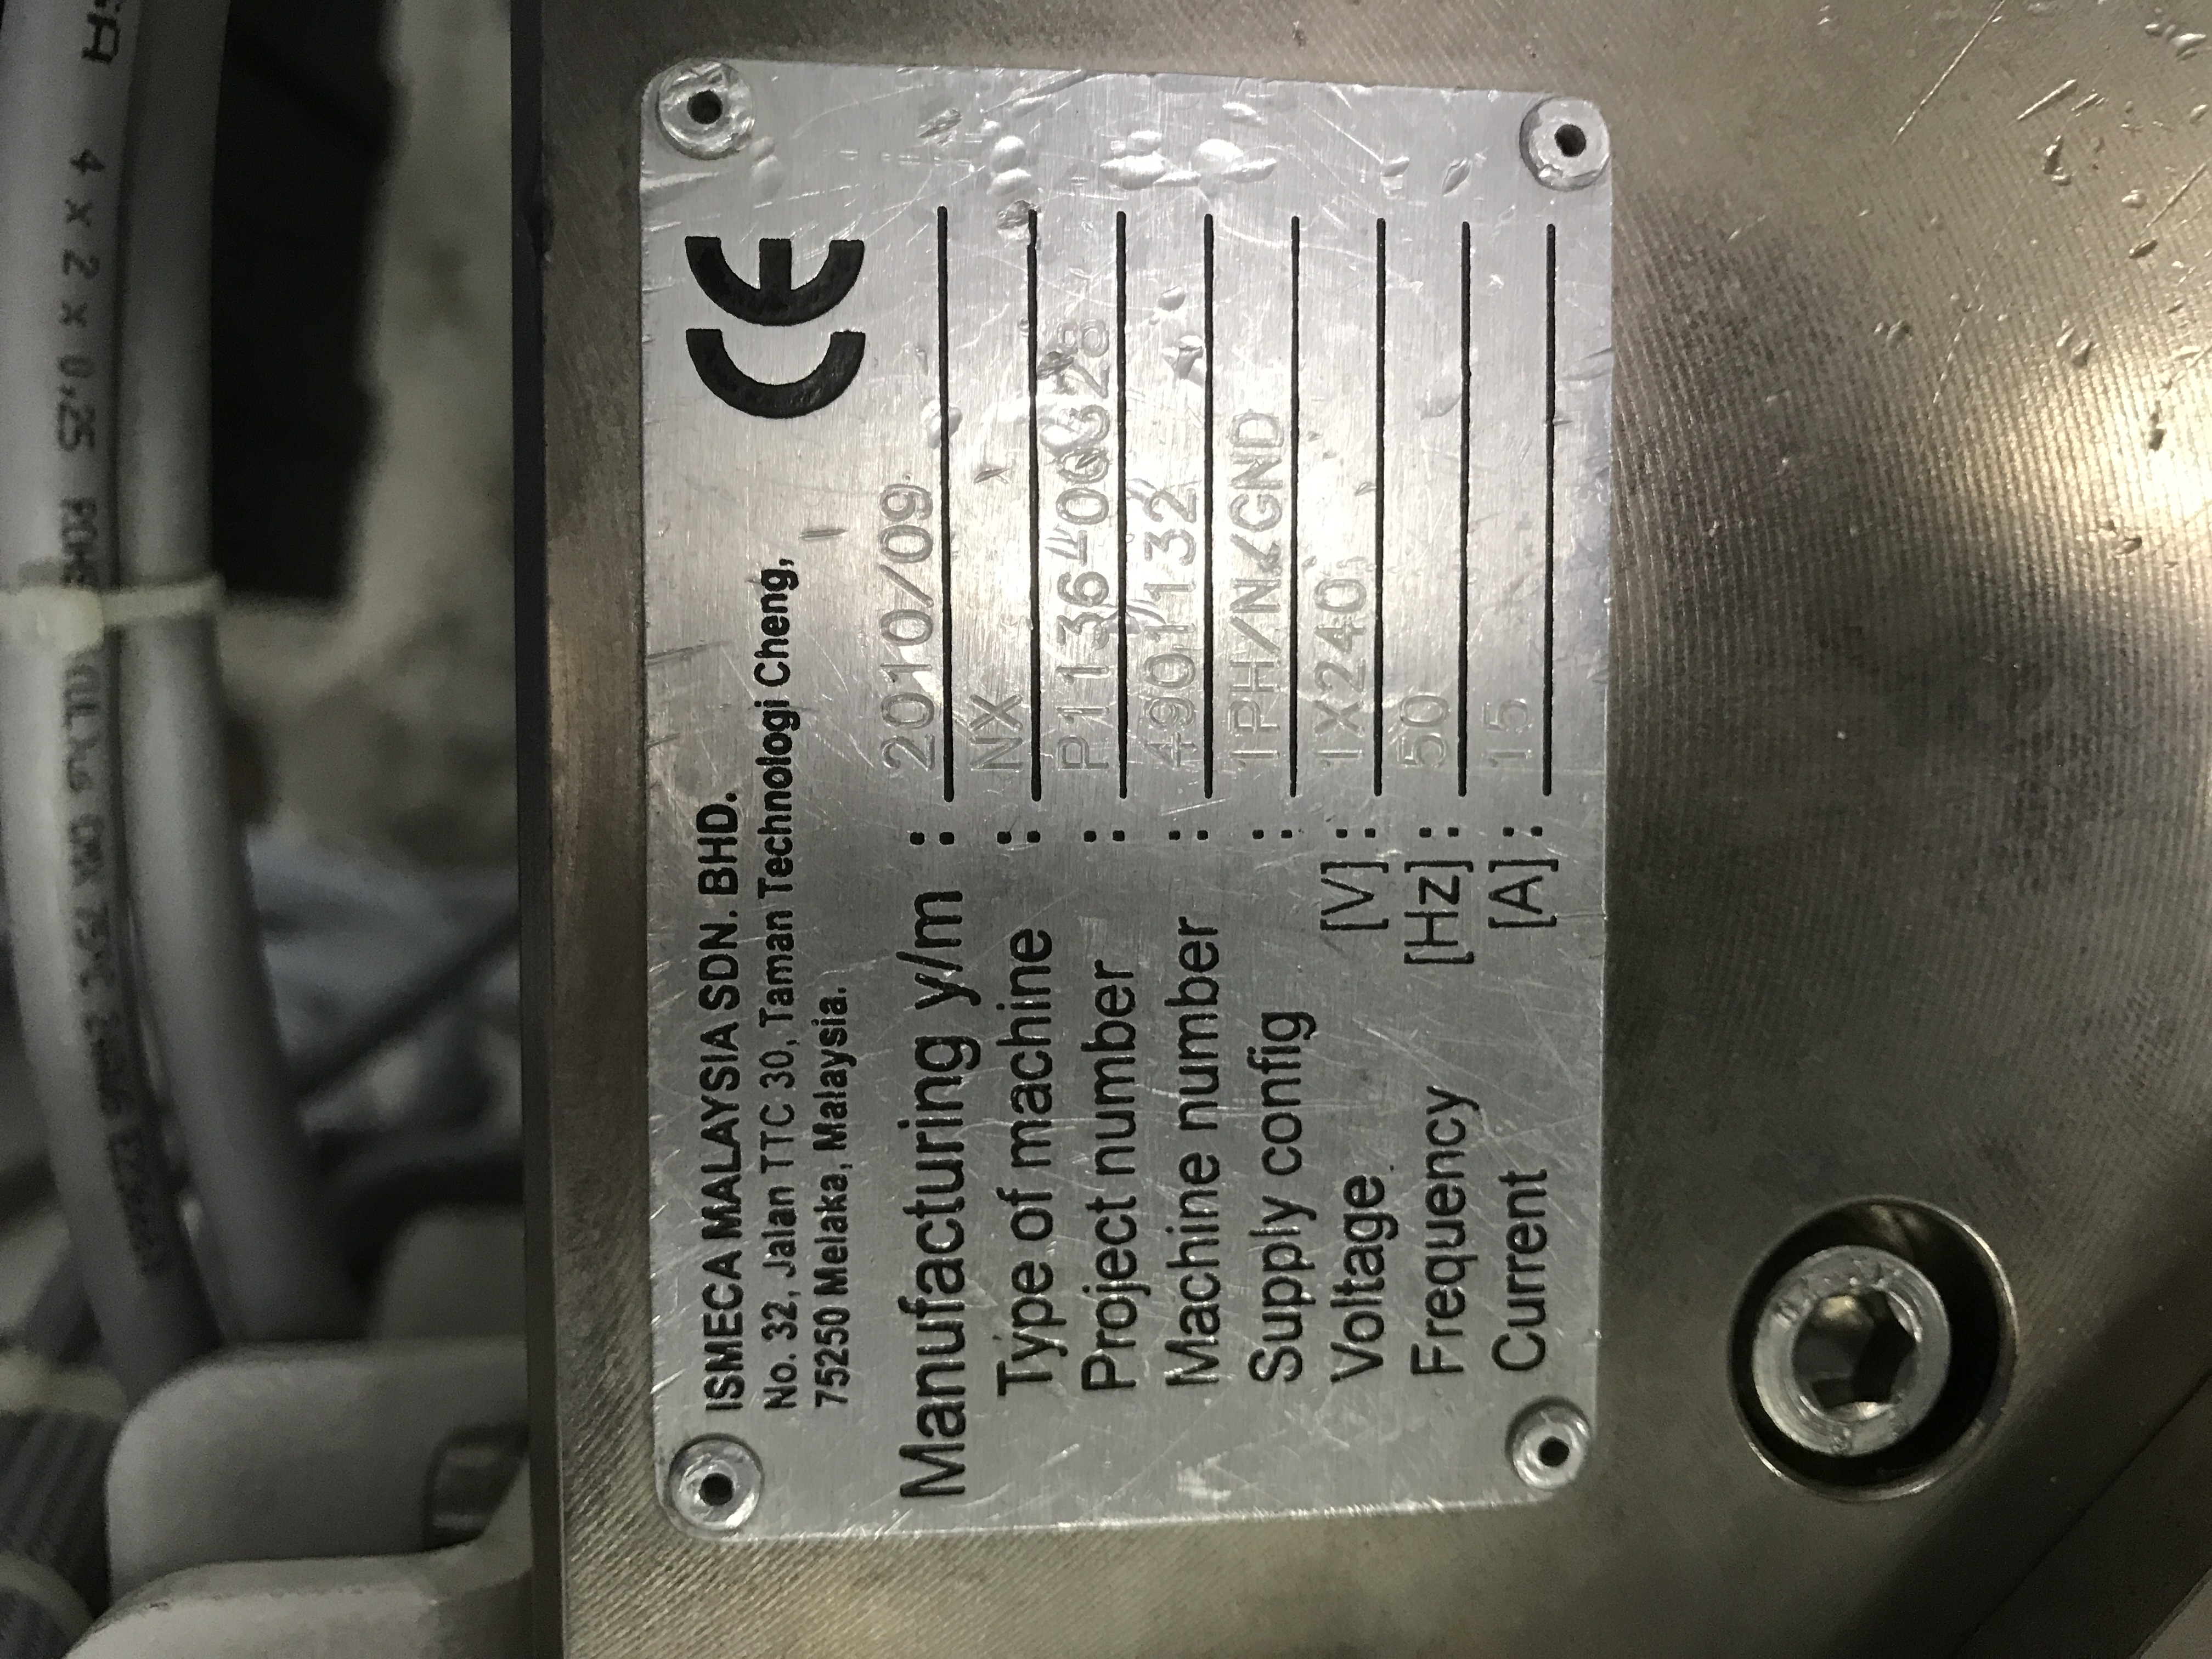 ISMECA MALAYSIA SDN. BHD.
No. 32, Jalan TTC 30, Taman Technologi Cheng,
75250 Melaka, Malaysia.
CE
Manufacturing y/m : 2010/09
Type of machine : NX
Project number :
Machine number : 4901132
Supply config : 1PH/N/GND
Voltage [V] : 1X240
Frequency [Hz] : 50
Current [A] : 15
4 x 2 x 0,25